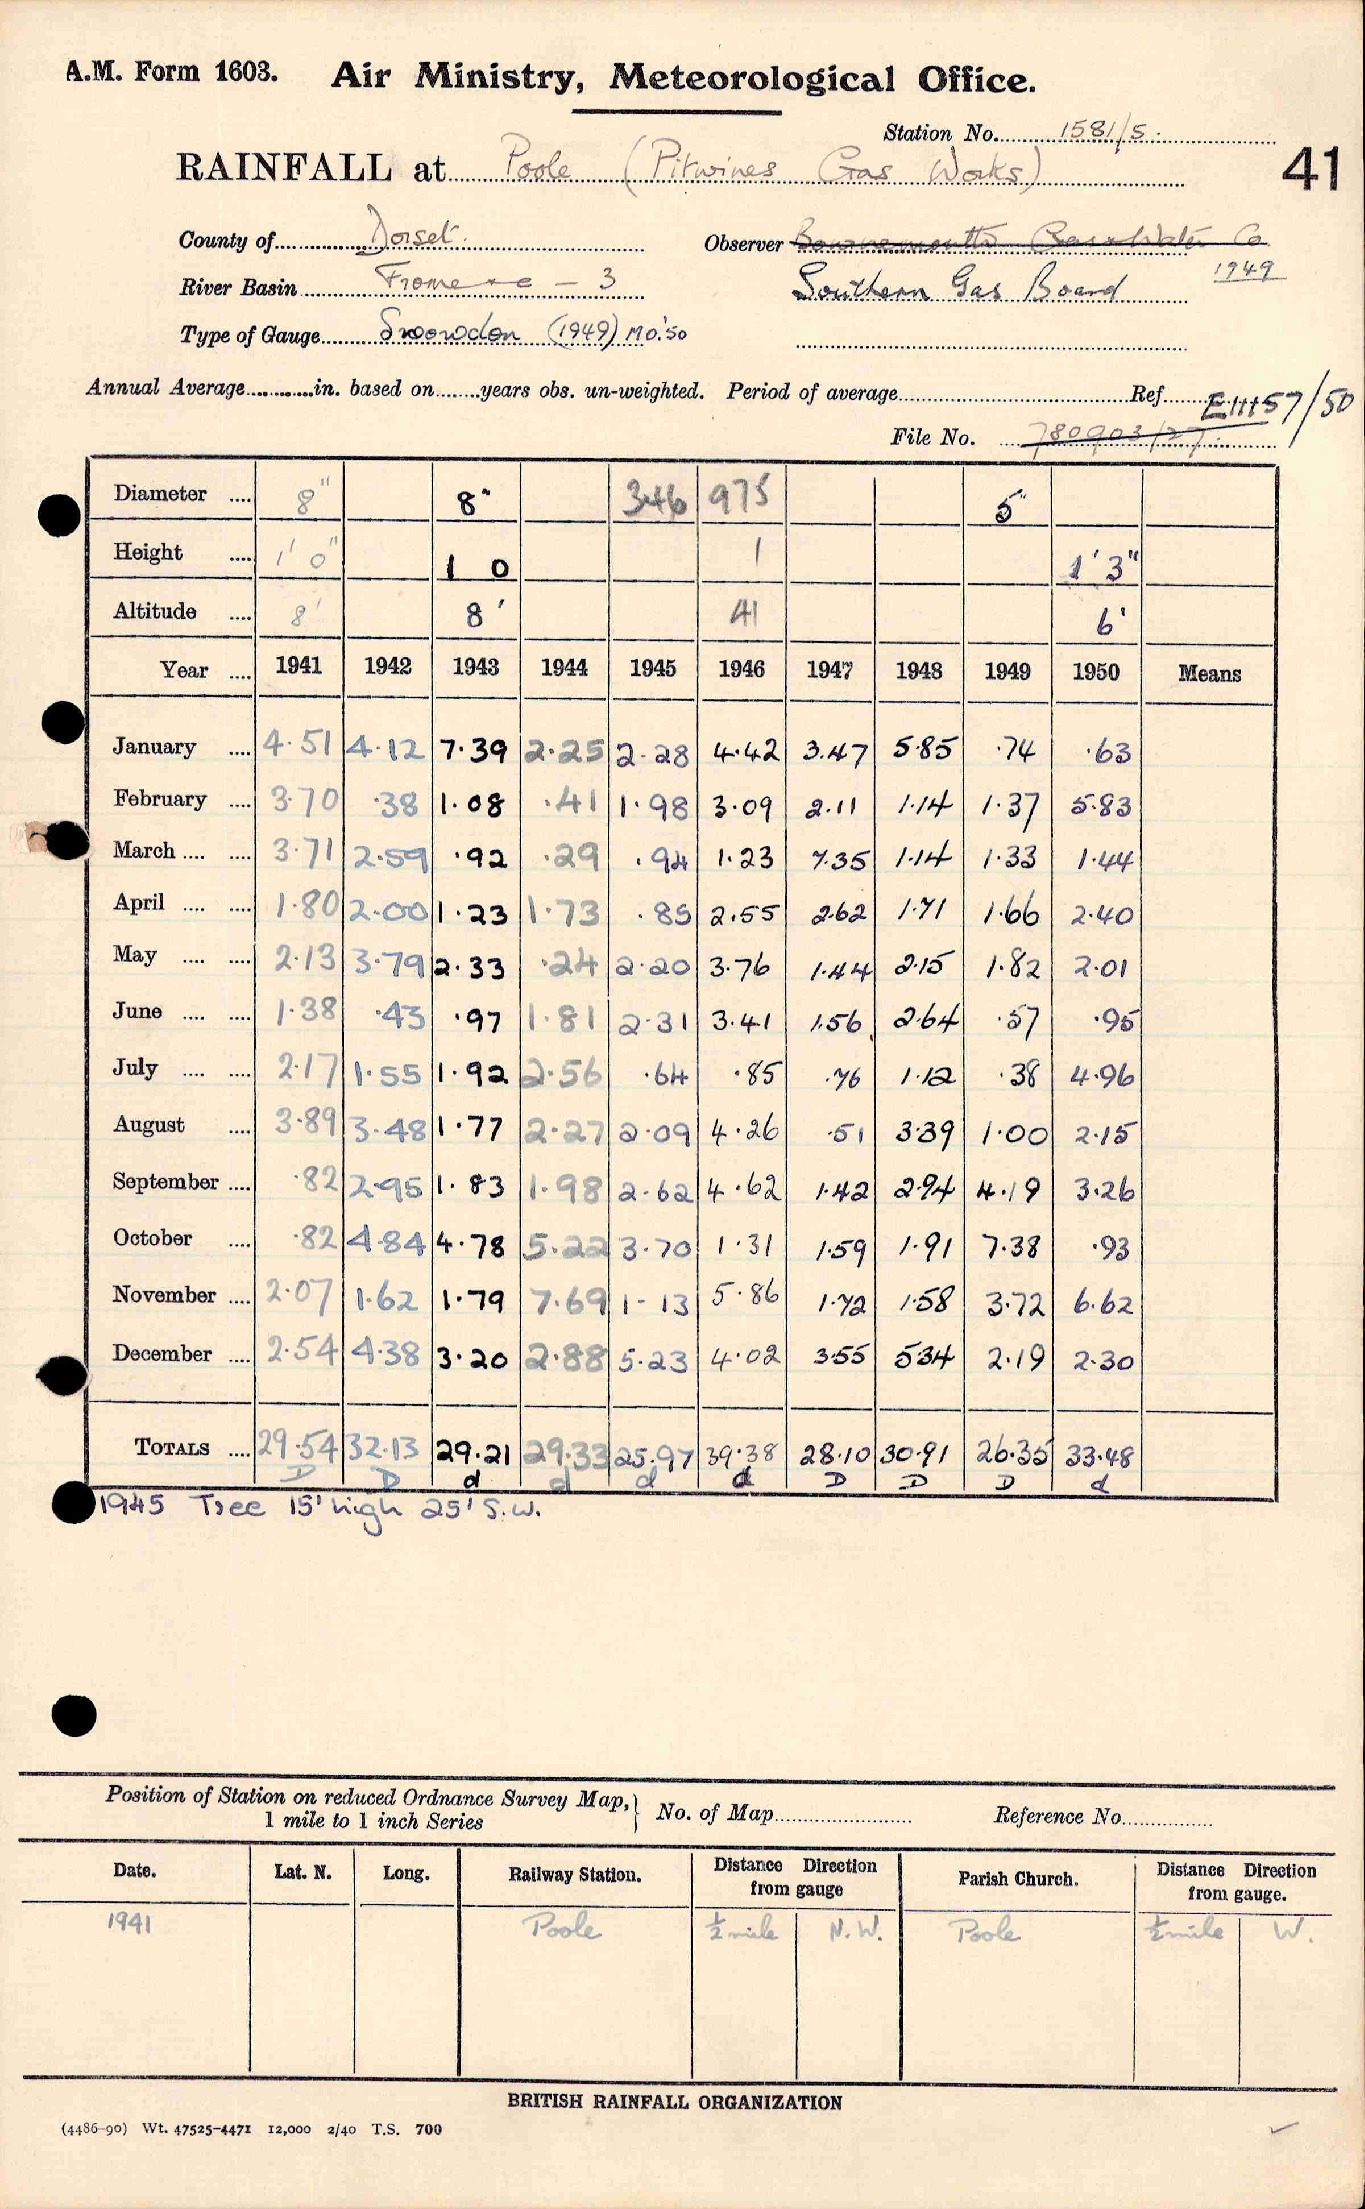 A.M. Form 1603. Air Ministry, Meteorological Office.
Station No. 1581/5.
RAINFALL at Poole (Pitwines Gas Works) 41
County of Dorset. Observer Bournemouth Gas & Water Co
1949
River Basin Frome – 3 Southern Gas Board
Type of Gauge Snowdon (1949) MO.'50
Annual Average............in. based on........years obs. un-weighted. Period of average Ref. 57/50
File No. 780903/27.
Diameter .... 8" 8" 346 975 5"
Height .... 1' 0" 1 0 1 1' 3"
Altitude .... 8' 8' 41 6'
Year .... 1941 1942 1943 1944 1945 1946 1947 1948 1949 1950 Means
January .... 4.51 4.12 7.39 2.25 2.28 4.42 3.47 5.85 .74 .63
February .... 3.70 .38 1.08 .41 1.98 3.09 2.11 1.14 1.37 5.83
March .... .... 3.71 2.59 .92 .29 .94 1.23 7.35 1.14 1.33 1.44
April .... .... 1.80 2.00 1.23 1.73 .85 2.55 2.62 1.71 1.66 2.40
May .... .... 2.13 3.79 2.33 .24 2.20 3.76 1.44 2.15 1.82 2.01
June .... .... 1.38 .43 .97 1.81 2.31 3.41 1.56 2.64 .57 .95
July .... .... 2.17 1.55 1.92 2.56 .64 .85 .76 1.12 .38 4.96
August .... 3.89 3.48 1.77 2.27 2.09 4.26 .51 3.39 1.00 2.15
September .... .82 2.95 1.83 1.98 2.62 4.62 1.42 2.94 4.19 3.26
October .... .82 4.84 4.78 5.22 3.70 1.31 1.59 1.91 7.38 .93
November .... 2.07 1.62 1.79 7.69 1.13 5.86 1.72 1.58 3.72 6.62
December .... 2.54 4.38 3.20 2.88 5.23 4.02 3.55 5.34 2.19 2.30
TOTALS .... 29.54 32.13 29.21 29.33 25.97 39.38 28.10 30.91 26.35 33.48
D D d d d d D D D d
1945 Tree 15' high 25' S.W.
Position of Station on reduced Ordnance Survey Map, No. of Map Reference No.
1 mile to 1 inch Series
Date. Lat. N. Long. Railway Station. Distance Direction from gauge Parish Church. Distance Direction from gauge.
1941 Poole ½ mile N.W. Poole ½ mile W.
BRITISH RAINFALL ORGANIZATION
(4486-90) Wt. 47525-4471 12,000 2/40 T.S. 700